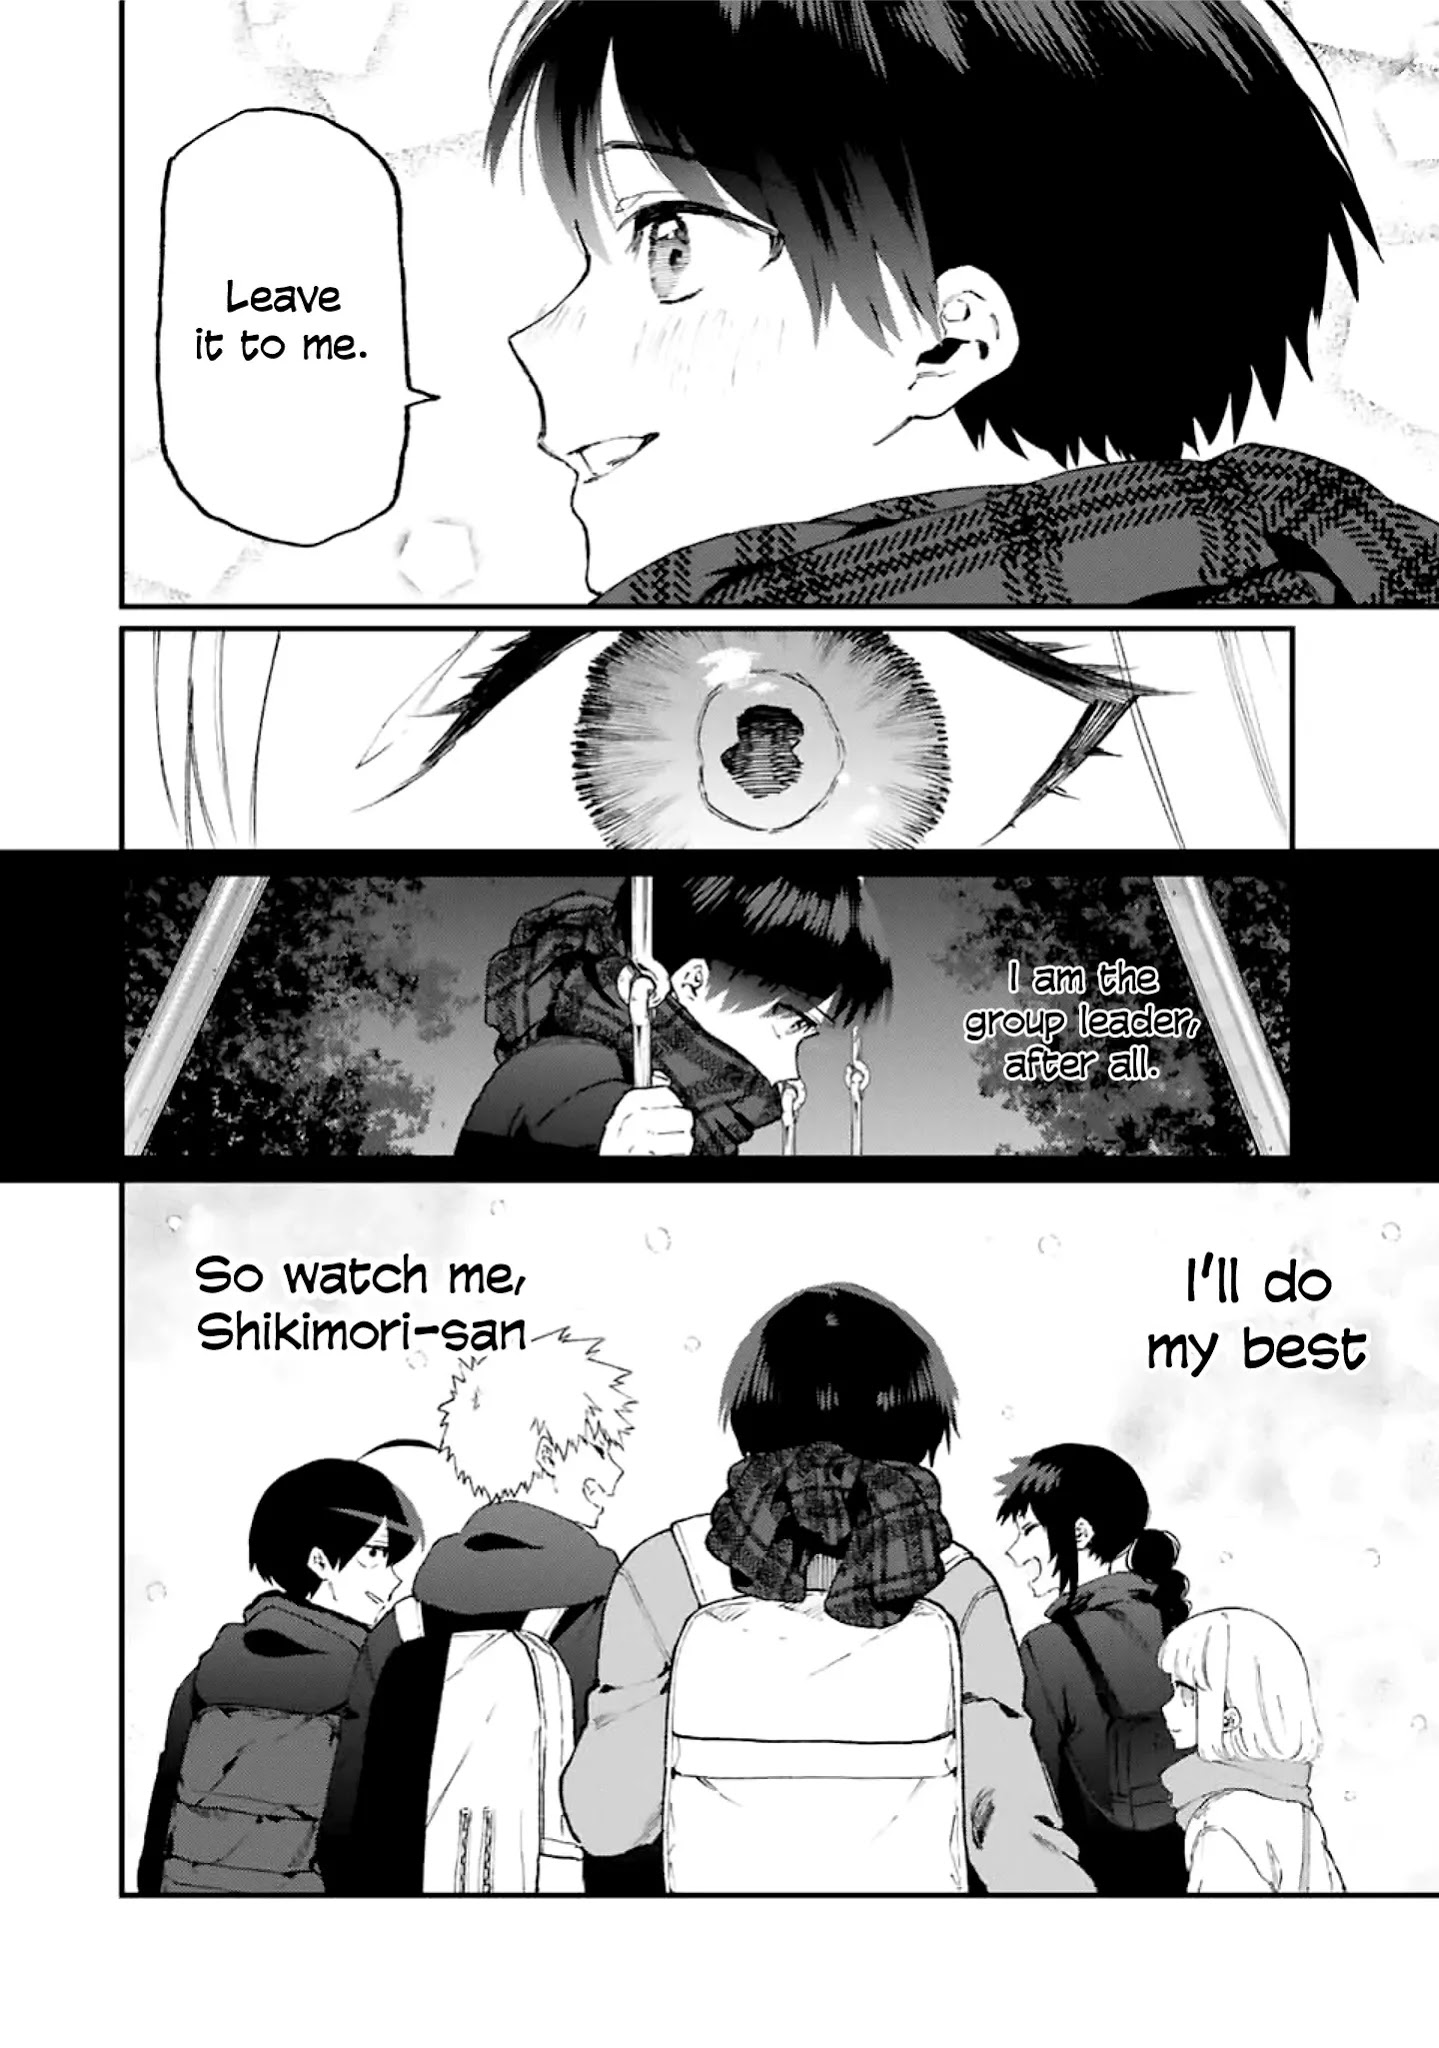 Leave
it to me.
I am the
group leader,
after all.
I'll do
my best
So watch me,
Shikimori-san